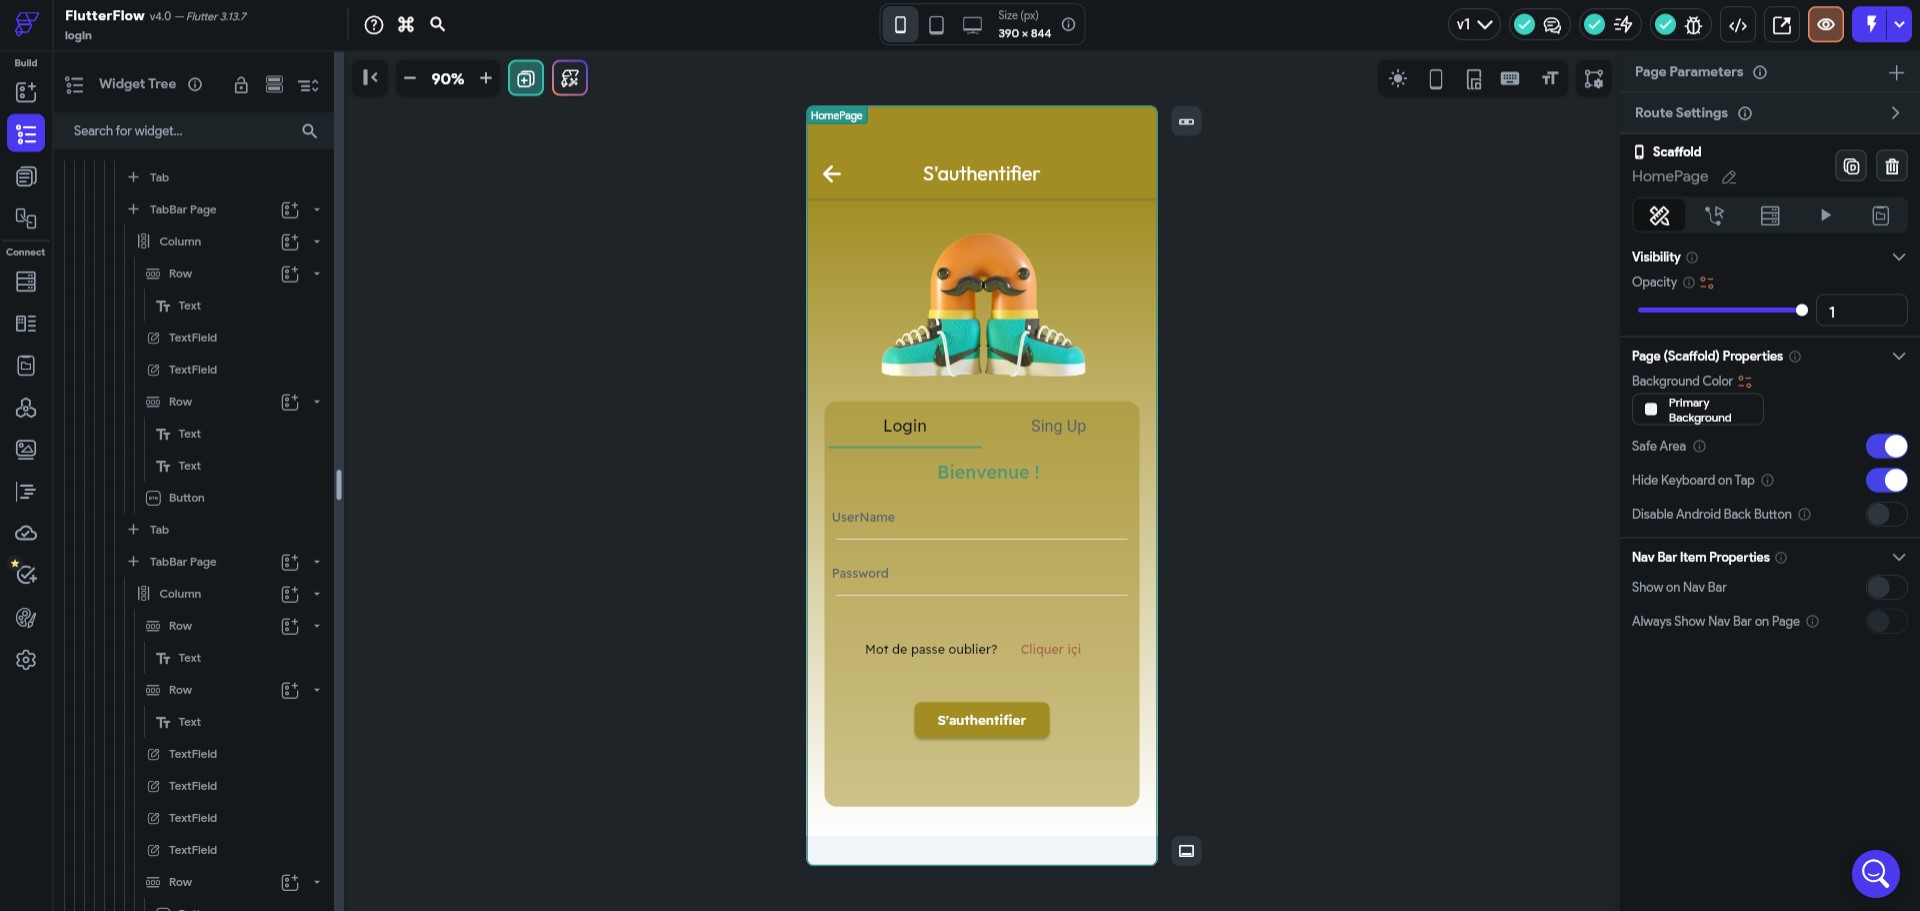 FlutterFlow v4.0 — Flutter 3.13.7
login
Size (px)
390 × 844
v1
Build
Connect
Widget Tree
Search for widget...
Tab
TabBar Page
Column
Row
Text
TextField
TextField
Row
Text
Text
Button
Tab
TabBar Page
Column
Row
Text
Row
Text
TextField
TextField
TextField
TextField
Row
90%
HomePage
S'authentifier
Login
Sing Up
Bienvenue !
UserName
Password
Mot de passe oublier? Cliquer içi
S'authentifier
Page Parameters
Route Settings
Scaffold
HomePage
Visibility
Opacity
1
Page (Scaffold) Properties
Background Color
Primary
Background
Safe Area
Hide Keyboard on Tap
Disable Android Back Button
Nav Bar Item Properties
Show on Nav Bar
Always Show Nav Bar on Page